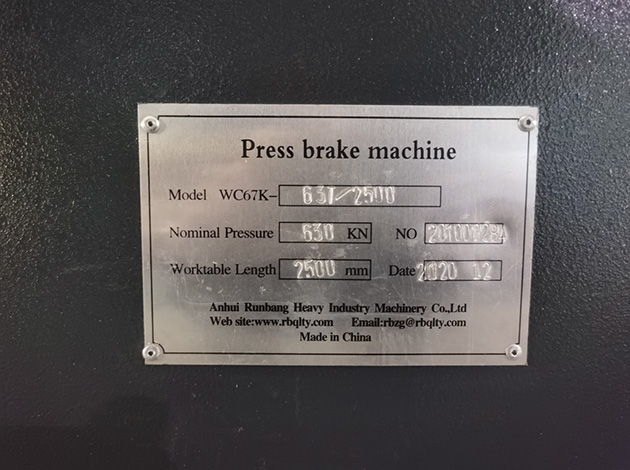 Press brake machine
Model WC67K- 63T/2500
Nominal Pressure 630 KN NO
Worktable Length 2500 mm Date 2020 12
Anhui Runbang Heavy Industry Machinery Co.,Ltd
Web site:www.rbqlty.com Email:rbzg@rbqlty.com
Made in China